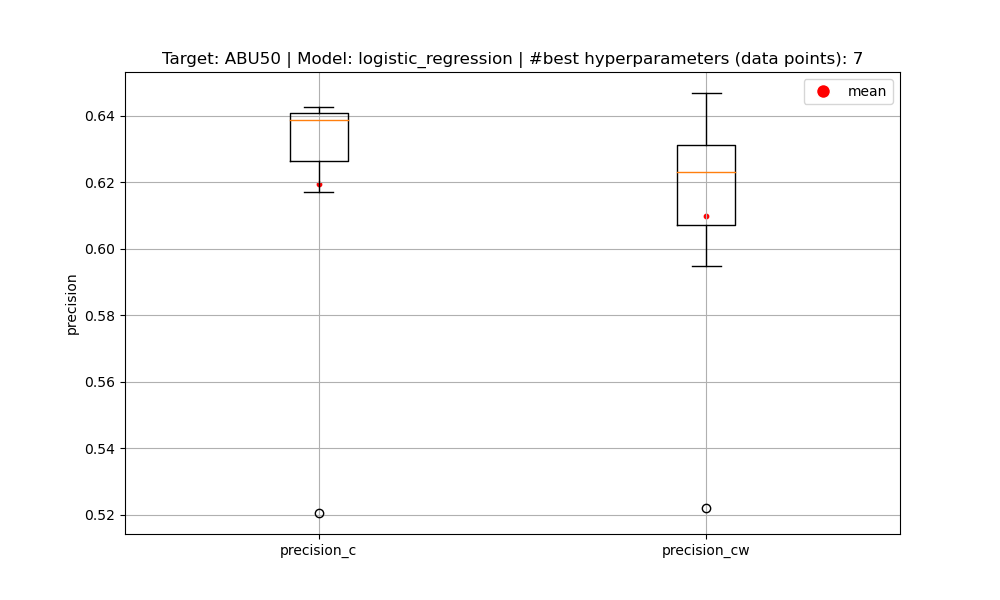 Target: ABU50 | Model: logistic_regression | #best hyperparameters (data points): 7
mean
0.64
0.62
0.60
0.58
0.56
0.54
0.52
precision
precision_c
precision_cw